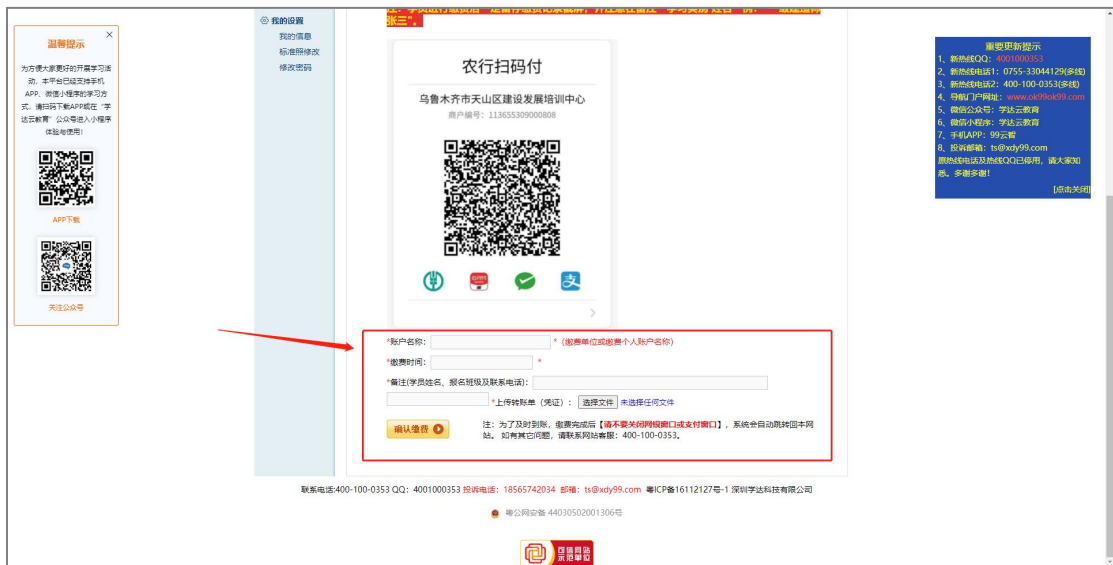 温馨提示
×
为方便大家更好的开展学习活
动，本平台已经支持手机
APP、微信小程序的学习方
式，请扫码下载APP或在“学
达云教育”公众号进入小程序
体验与使用！
APP下载
关注公众号
我的设置
我的信息
标准照修改
修改密码
张三”。
农行扫码付
乌鲁木齐市天山区建设发展培训中心
商户编号：113655309000808
支
*账户名称：
*（缴费单位或缴费个人账户名称）
*缴费时间：
*
*备注(学员姓名、报名班级及联系电话)：
*上传转账单（凭证）： 选择文件 未选择任何文件
确认缴费
注：为了及时到账，缴费完成后【请不要关闭网银窗口或支付窗口】，系统会自动跳转回本网
站。 如有其它问题，请联系网站客服：400-100-0353。
重要更新提示
1、新热线QQ：4001000353
2、新热线电话1：0755-33044129(多线)
3、新热线电话2：400-100-0353(多线)
4、导航门户网址：www.ok99ok99.com
5、微信公众号：学达云教育
6、微信小程序：学达云教育
7、手机APP：99云智
8、投诉邮箱：ts@xdy99.com
原热线电话及热线QQ已停用，请大家知
悉。多谢多谢！
[点击关闭]
联系电话:400-100-0353 QQ：4001000353 投诉电话：18565742034 邮箱：ts@xdy99.com 粤ICP备16112127号-1 深圳学达科技有限公司
粤公网安备 44030502001306号
可信网站
示范单位